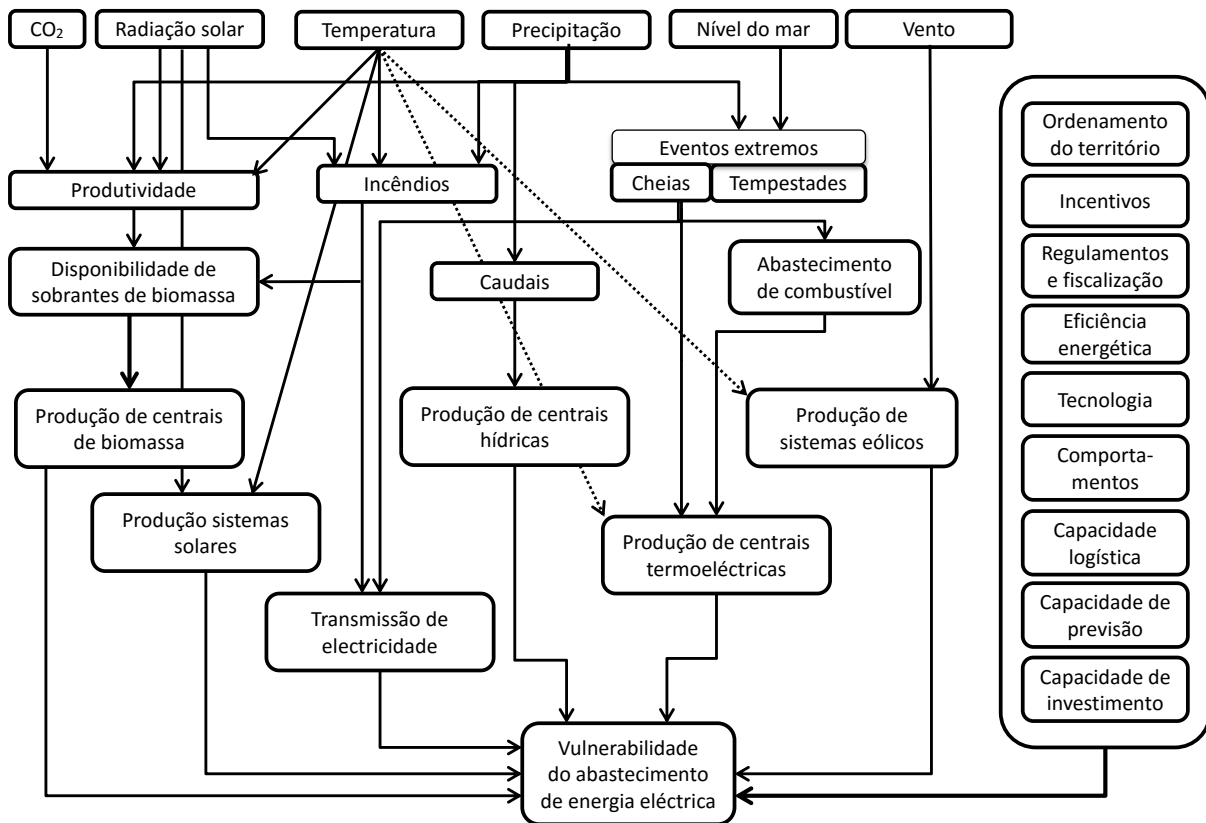 CO₂
Radiação solar
Temperatura
Precipitação
Nível do mar
Vento
Ordenamento
do território
Eventos extremos
Cheias
Tempestades
Produtividade
Incêndios
Incentivos
Disponibilidade de
sobrantes de biomassa
Caudais
Abastecimento
de combustível
Regulamentos
e fiscalização
Eficiência
energética
Produção de centrais
de biomassa
Produção de centrais
hídricas
Produção de
sistemas eólicos
Tecnologia
Comporta-
mentos
Produção sistemas
solares
Produção de centrais
termoeléctricas
Capacidade
logística
Transmissão de
electricidade
Capacidade de
previsão
Capacidade de
investimento
Vulnerabilidade
do abastecimento
de energia eléctrica